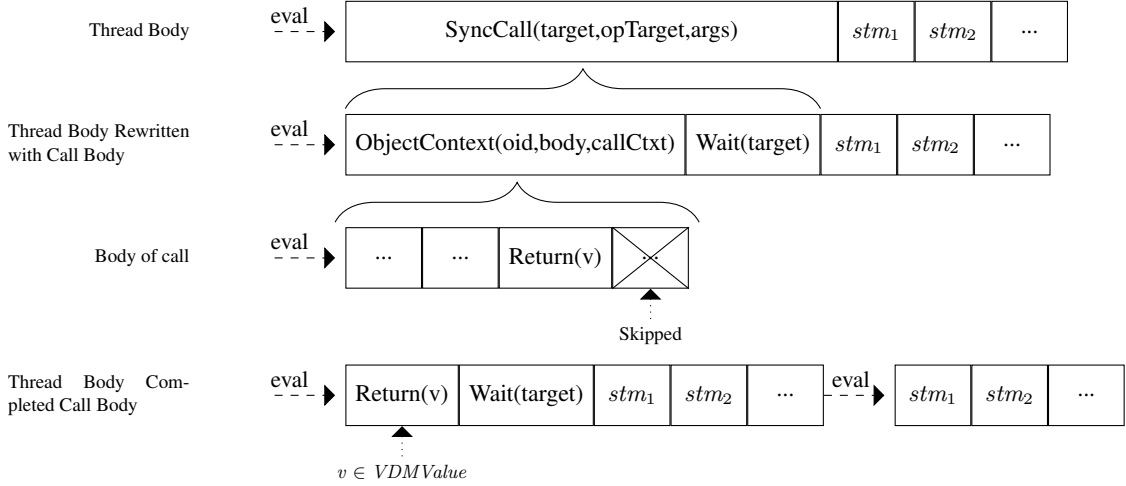 Thread Body eval SyncCall(target,opTarget,args) stm₁ stm₂ ...
Thread Body Rewritten
with Call Body
eval ObjectContext(oid,body,callCtxt) Wait(target) stm₁ stm₂ ...
Body of call eval ... ... Return(v) ...
Skipped
Thread Body Com-
pleted Call Body
eval Return(v) Wait(target) stm₁ stm₂ ... eval stm₁ stm₂ ...
v ∈ VDMValue